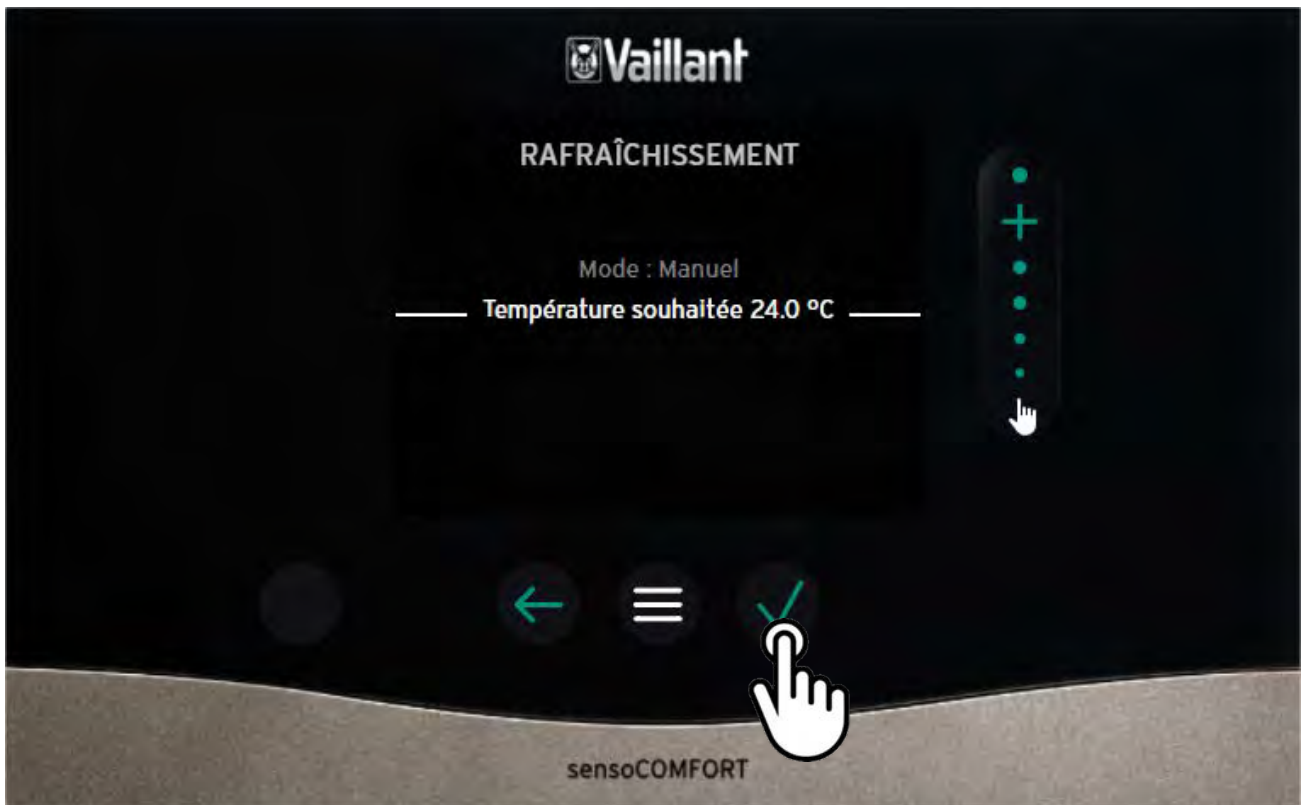 Vaillant
RAFRAÎCHISSEMENT
Mode : Manuel
Température souhaitée 24.0 °C
sensoCOMFORT